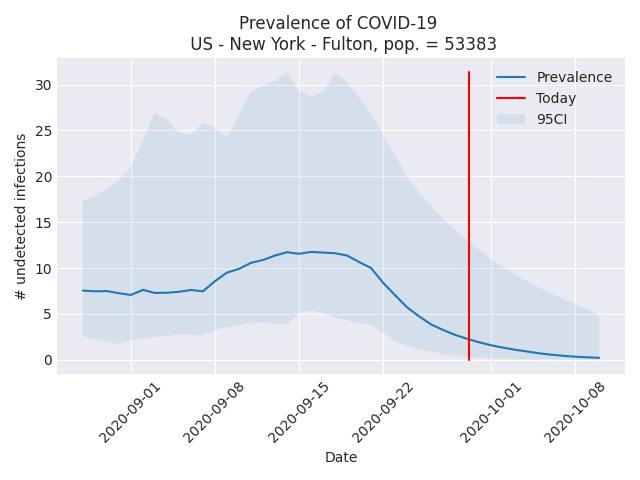 Prevalence of COVID-19
US - New York - Fulton, pop. = 53383
# undetected infections
30
25
20
15
10
5
0
Prevalence
Today
95CI
2020-09-01
2020-09-08
2020-09-15
2020-09-22
2020-10-01
2020-10-08
Date